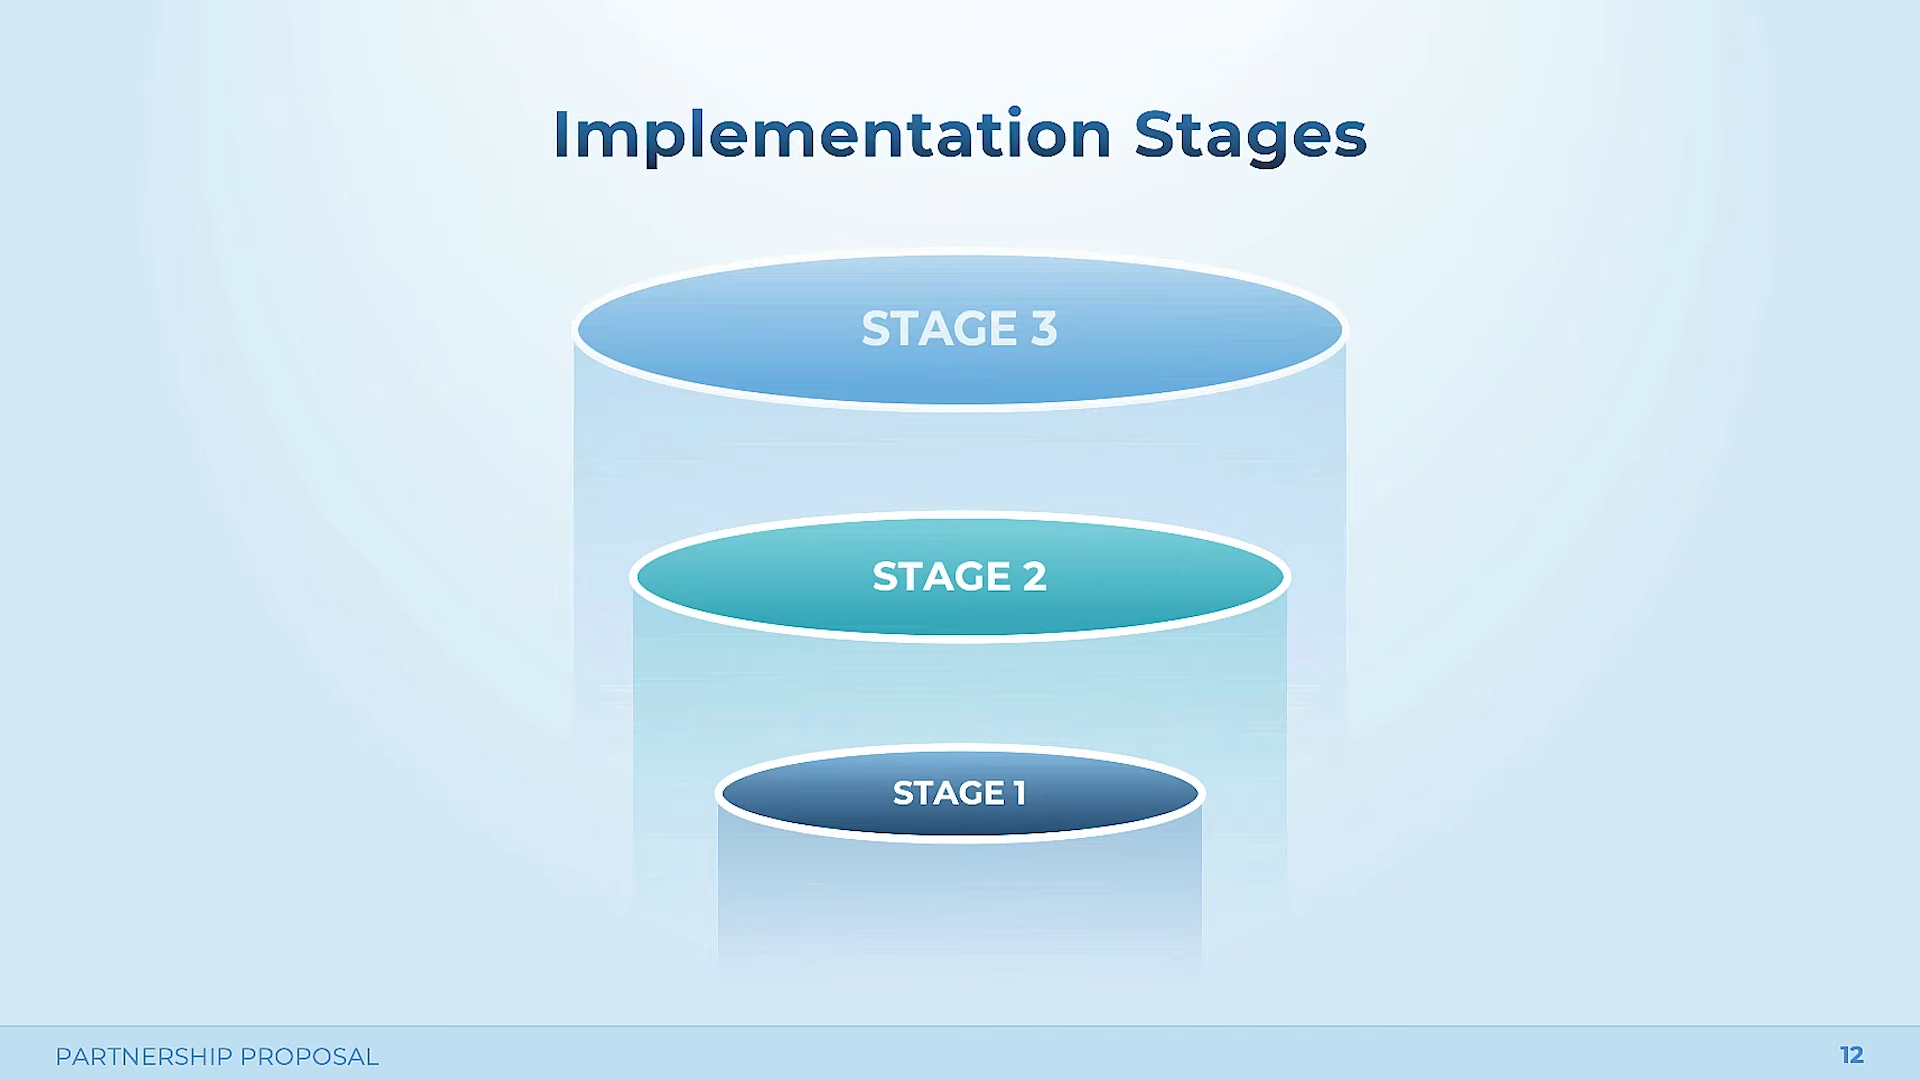 Implementation Stages
STAGE 3
STAGE 2
STAGE 1
PARTNERSHIP PROPOSAL
12